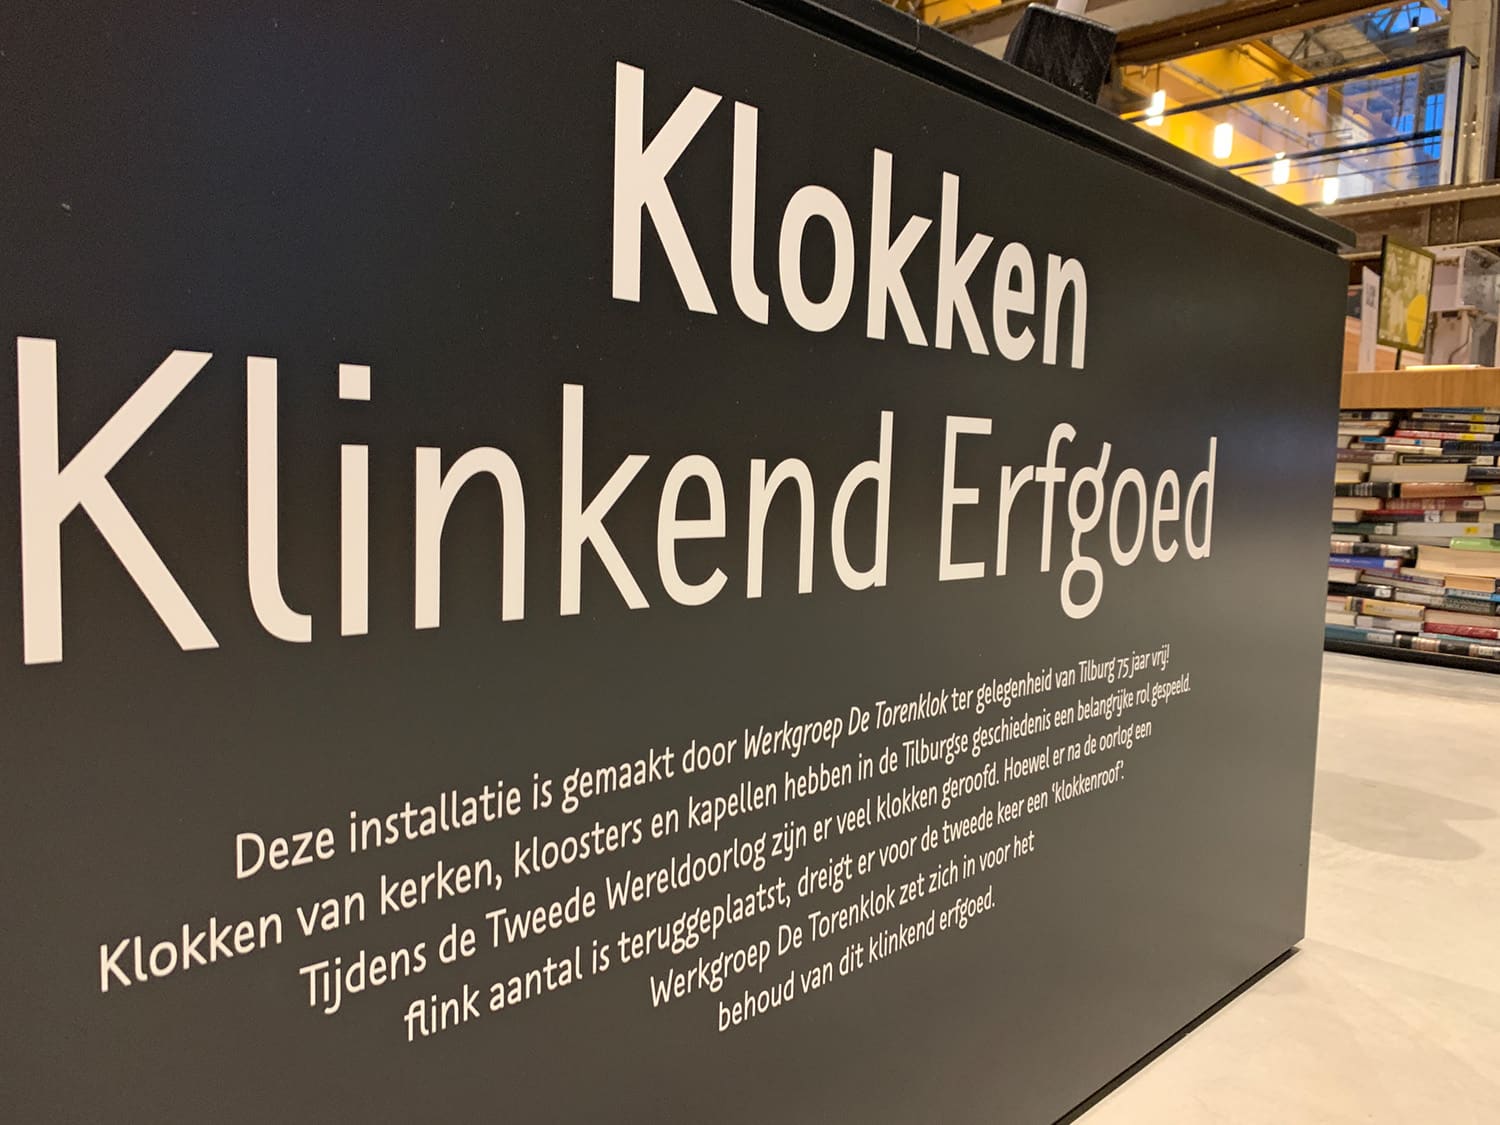 Klokken
Klinkend Erfgoed
Deze installatie is gemaakt door Werkgroep De Torenklok ter gelegenheid van Tilburg 75 jaar vrij!
Klokken van kerken, kloosters en kapellen hebben in de Tilburgse geschiedenis een belangrijke rol gespeeld.
Tijdens de Tweede Wereldoorlog zijn er veel klokken geroofd. Hoewel er na de oorlog een
flink aantal is teruggeplaatst, dreigt er voor de tweede keer een 'klokkenroof'.
Werkgroep De Torenklok zet zich in voor het
behoud van dit klinkend erfgoed.